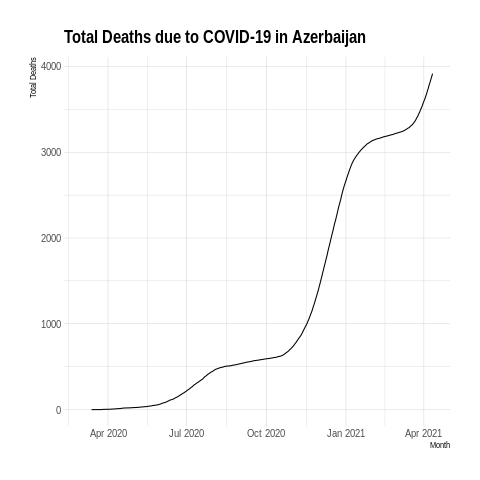 Total Deaths due to COVID-19 in Azerbaijan
Total Deaths
4000
3000
2000
1000
0
Apr 2020 Jul 2020 Oct 2020 Jan 2021 Apr 2021
Month